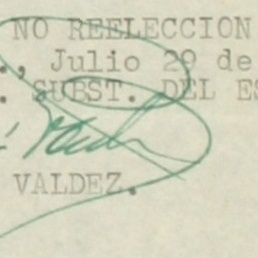 NO REELECCION
., Julio 29 de
. SUBST. DEL ES
VALDEZ.